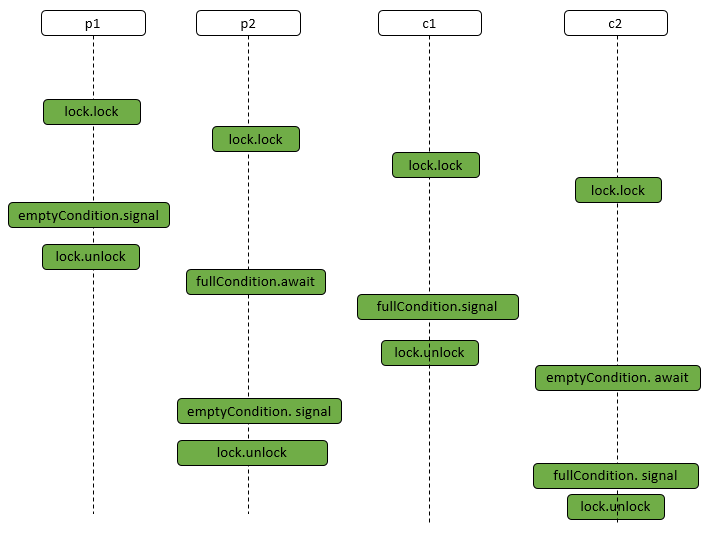 p1
p2
c1
c2
lock.lock
lock.lock
lock.lock
lock.lock
emptyCondition.signal
lock.unlock
fullCondition.await
fullCondition.signal
lock.unlock
emptyCondition. await
emptyCondition. signal
lock.unlock
fullCondition. signal
lock.unlock